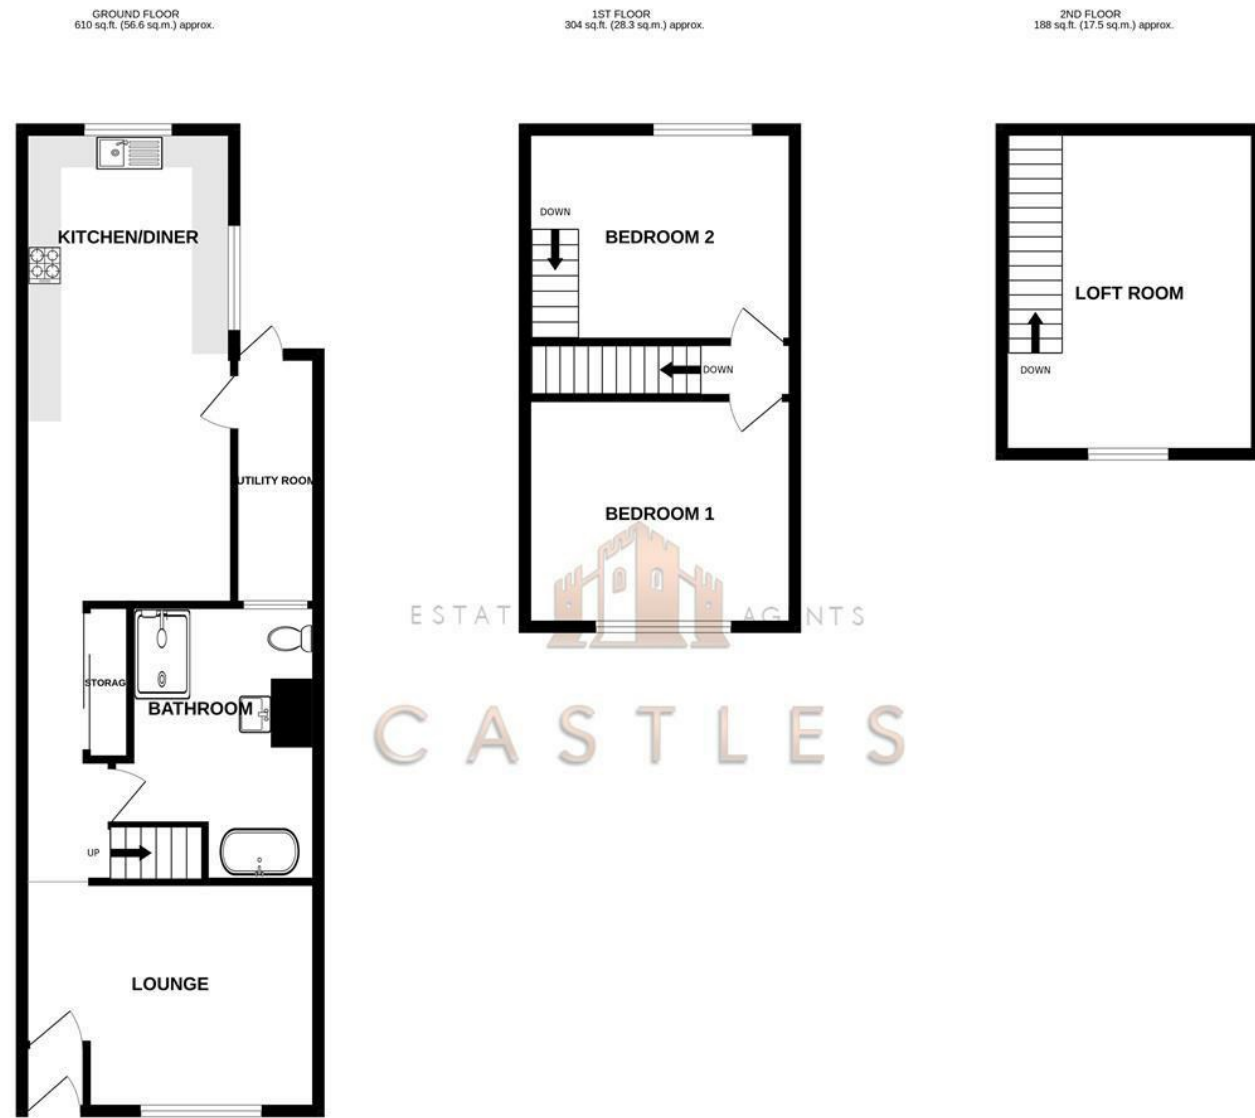 GROUND FLOOR
610 sq.ft. (56.6 sq.m.) approx.
1ST FLOOR
304 sq.ft. (28.3 sq.m.) approx.
2ND FLOOR
188 sq.ft. (17.5 sq.m.) approx.
KITCHEN/DINER
UTILITY ROOM
STORAG
BATHROOM
UP
LOUNGE
DOWN
BEDROOM 2
DOWN
BEDROOM 1
LOFT ROOM
DOWN
ESTAT AGENTS
CASTLES